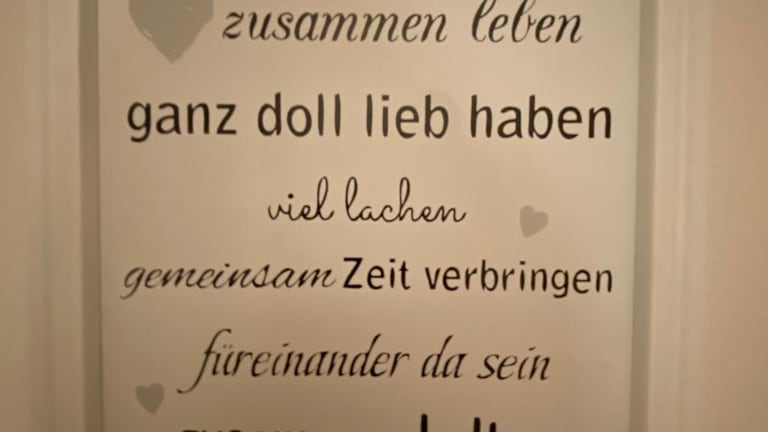 zusammen leben
ganz doll lieb haben
viel lachen
gemeinsam Zeit verbringen
füreinander da sein